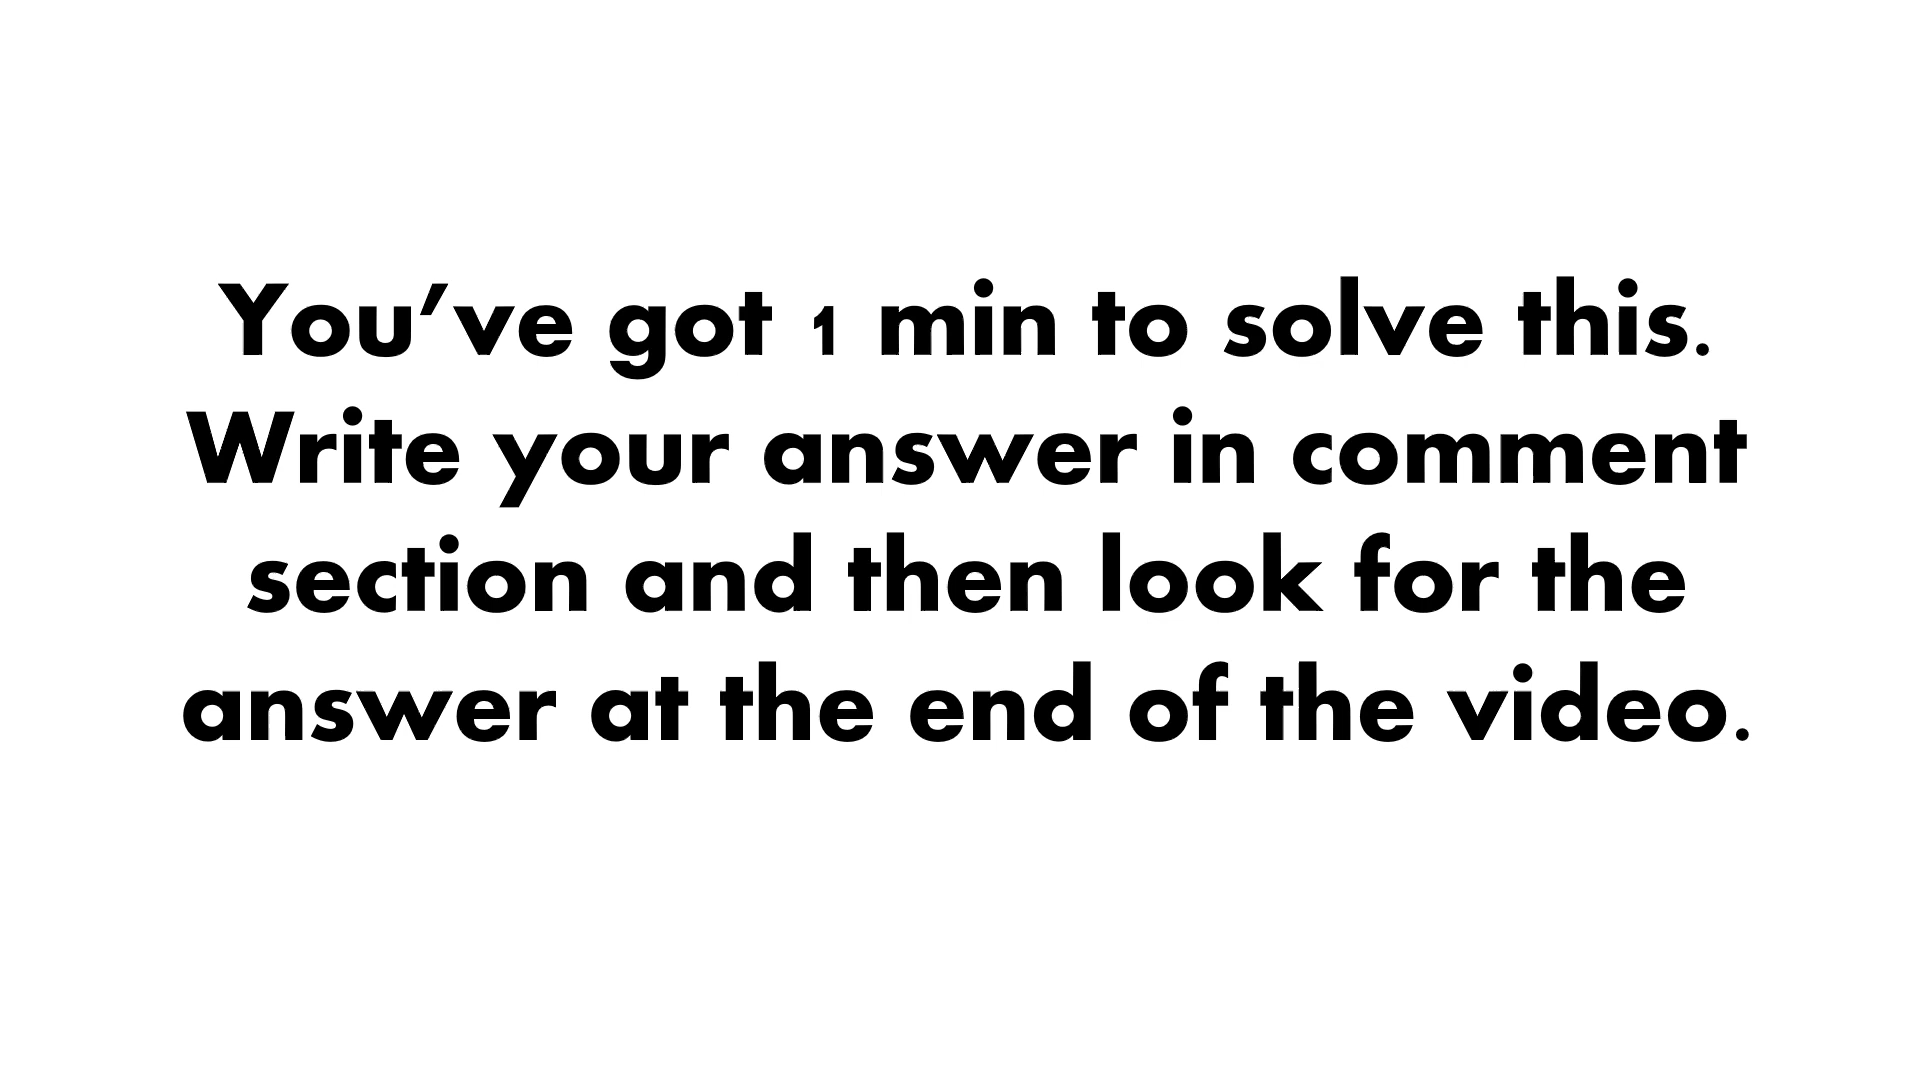 You’ve got 1 min to solve this.
Write your answer in comment
section and then look for the
answer at the end of the video.